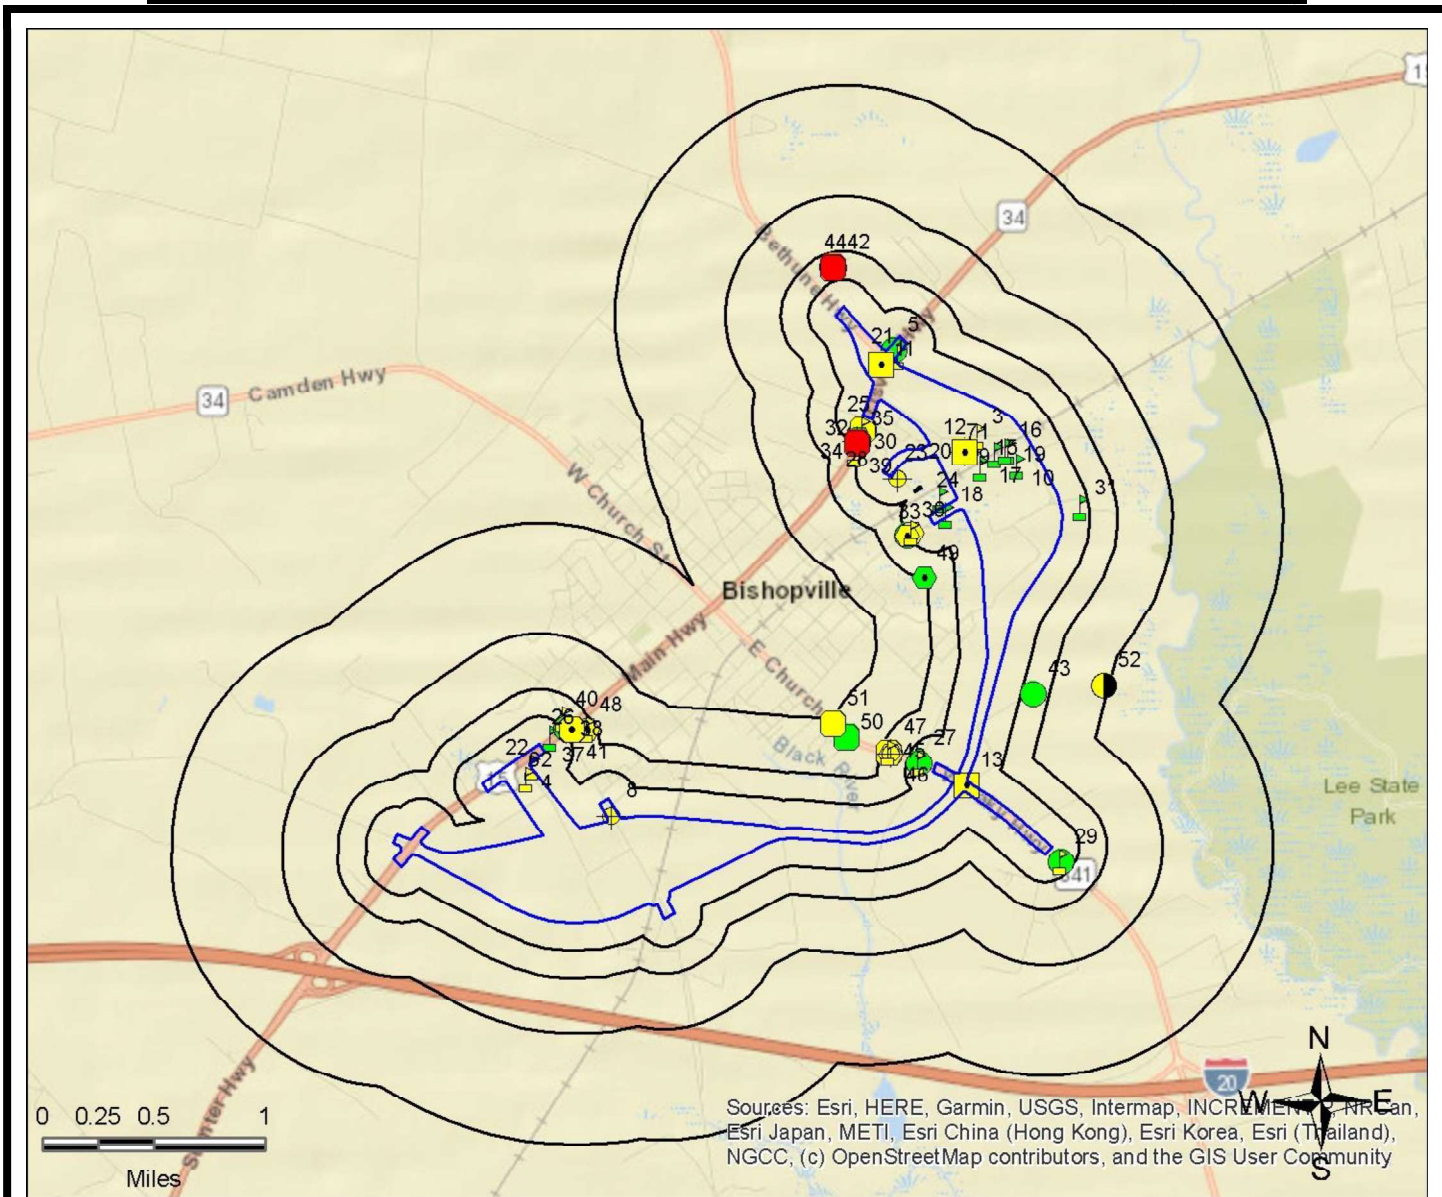 15
34
Bethune Hwy
4442
5
21
11
34
Camden Hwy
25
35
32
30
34
28
39
23
20
12
71
3
16
9
15
19
17
10
31
24
18
33
38
49
W Church St
Bishopville
Main Hwy
E Church
43
52
51
50
47
27
45
46
13
40
48
26
37
41
22
62
4
15
8
Black River
29
341
Lee State
Park
20
Sumter Hwy
N
W
E
S
0 0.25 0.5 1
Miles
Sources: Esri, HERE, Garmin, USGS, Intermap, INCREMENT P, NRCan,
Esri Japan, METI, Esri China (Hong Kong), Esri Korea, Esri (Thailand),
NGCC, (c) OpenStreetMap contributors, and the GIS User Community